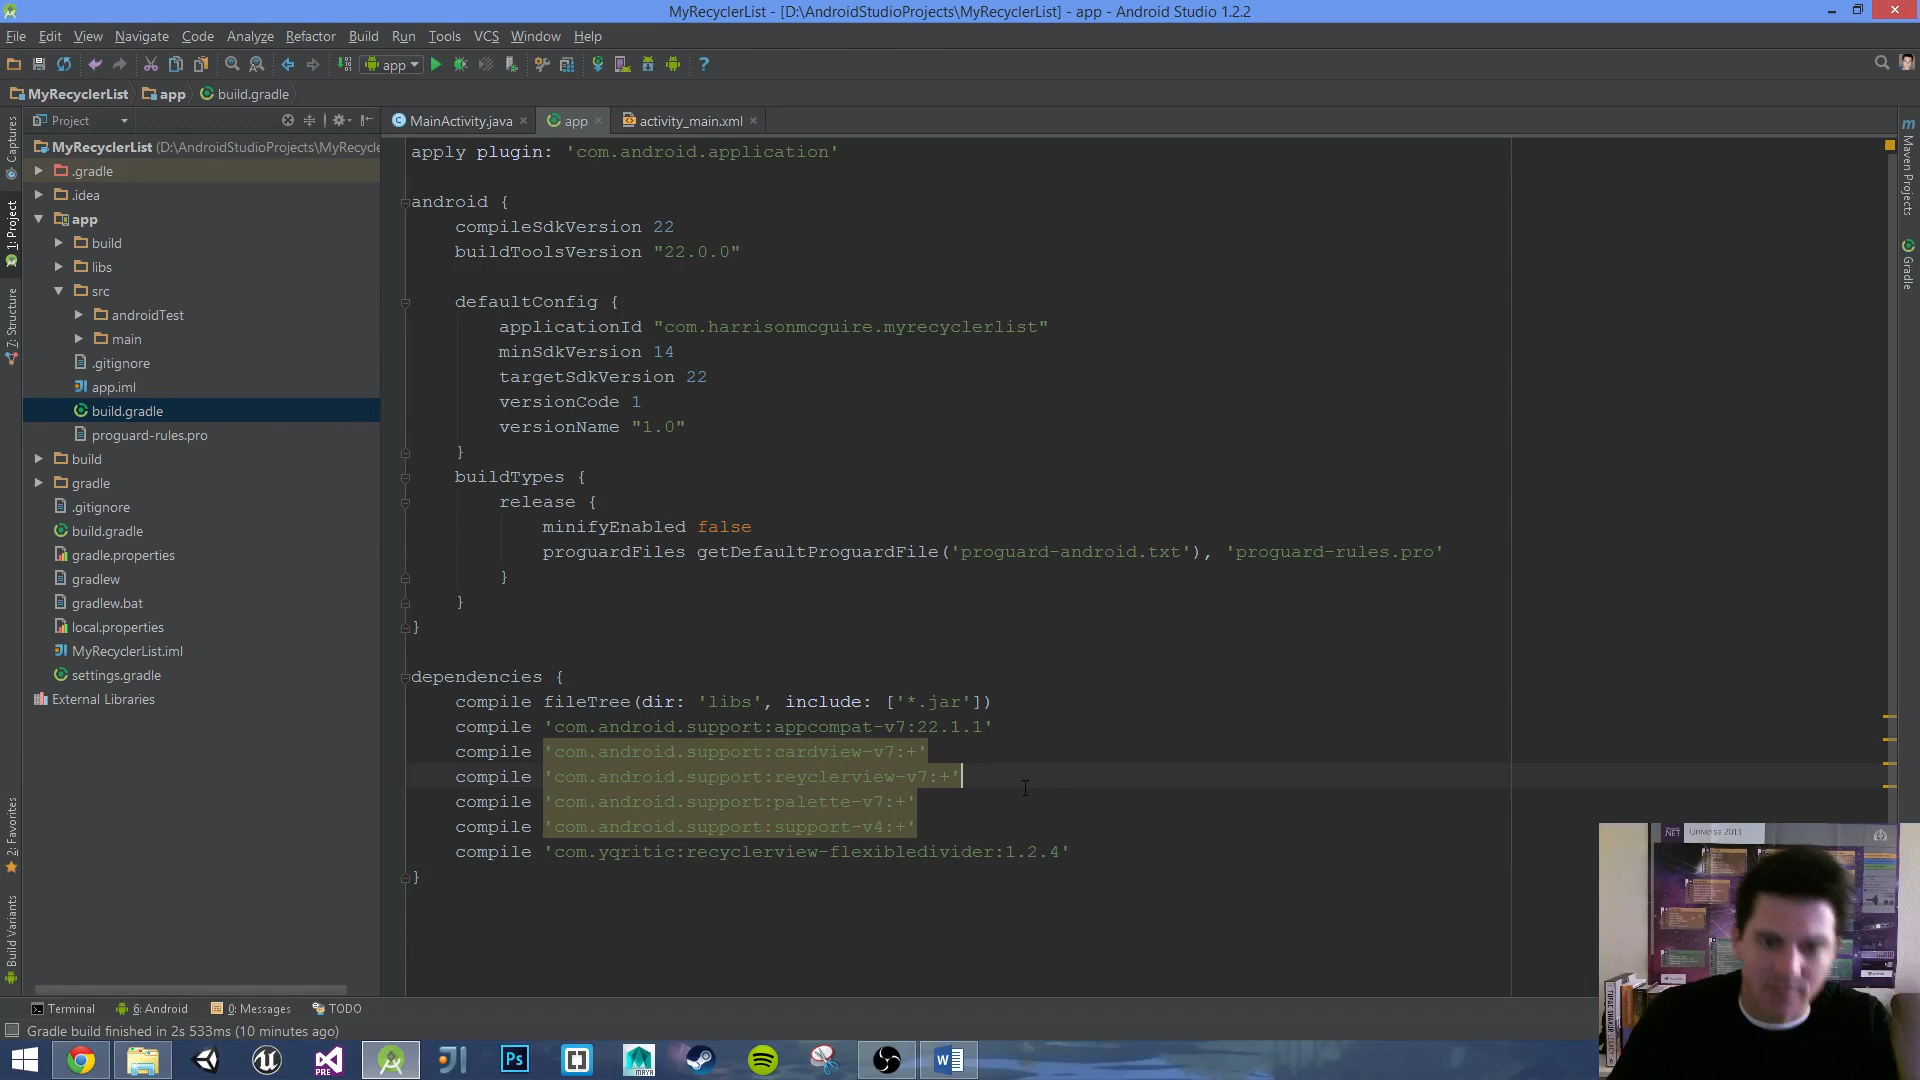 MyRecyclerList - [D:\AndroidStudioProjects\MyRecyclerList] - app - Android Studio 1.2.2
File Edit View Navigate Code Analyze Refactor Build Run Tools VCS Window Help
app
MyRecyclerList app build.gradle
Project
MainActivity.java app activity_main.xml
MyRecyclerList (D:\AndroidStudioProjects\MyRecycle
.gradle
.idea
app
build
libs
src
androidTest
main
.gitignore
app.iml
build.gradle
proguard-rules.pro
build
gradle
.gitignore
build.gradle
gradle.properties
gradlew
gradlew.bat
local.properties
MyRecyclerList.iml
settings.gradle
External Libraries
Captures
1: Project
7: Structure
2: Favorites
Build Variants
apply plugin: 'com.android.application'
android {
compileSdkVersion 22
buildToolsVersion "22.0.0"
defaultConfig {
applicationId "com.harrisonmcguire.myrecyclerlist"
minSdkVersion 14
targetSdkVersion 22
versionCode 1
versionName "1.0"
}
buildTypes {
release {
minifyEnabled false
proguardFiles getDefaultProguardFile('proguard-android.txt'), 'proguard-rules.pro'
}
}
}
dependencies {
compile fileTree(dir: 'libs', include: ['*.jar'])
compile 'com.android.support:appcompat-v7:22.1.1'
compile 'com.android.support:cardview-v7:+'
compile 'com.android.support:reyclerview-v7:+'
compile 'com.android.support:palette-v7:+'
compile 'com.android.support:support-v4:+'
compile 'com.yqritic:recyclerview-flexibledivider:1.2.4'
}
Maven Projects
Gradle
.NET Universe 2013
Terminal 6: Android 0: Messages TODO
Gradle build finished in 2s 533ms (10 minutes ago)
PRE
Ps
MAYA